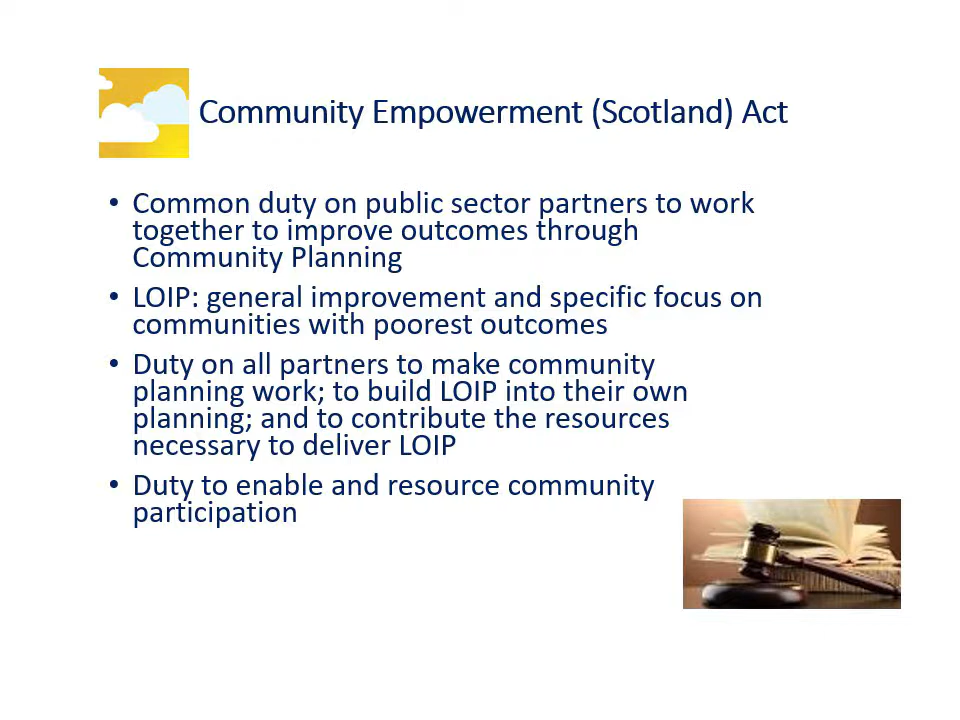 Community Empowerment (Scotland) Act
• Common duty on public sector partners to work
together to improve outcomes through
Community Planning
• LOIP: general improvement and specific focus on
communities with poorest outcomes
• Duty on all partners to make community
planning work; to build LOIP into their own
planning; and to contribute the resources
necessary to deliver LOIP
• Duty to enable and resource community
participation